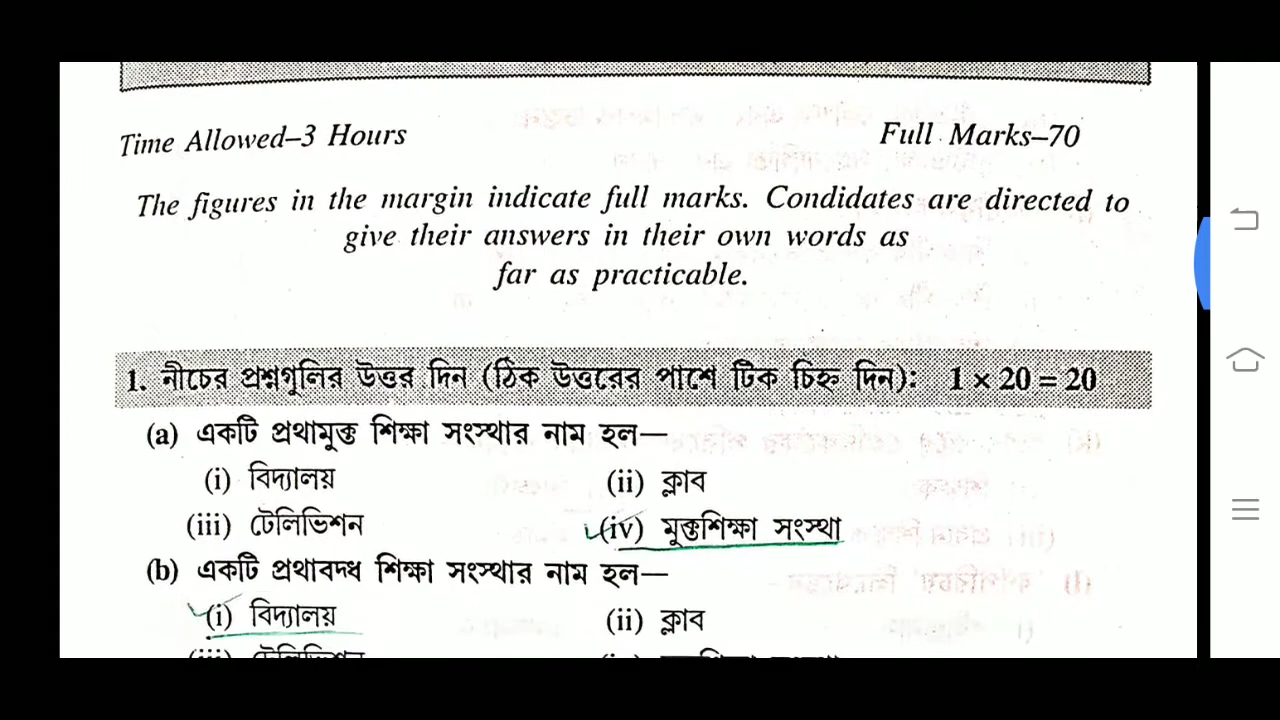 Time Allowed–3 Hours Full Marks–70
The figures in the margin indicate full marks. Condidates are directed to
give their answers in their own words as
far as practicable.
1. নীচের প্রশ্নগুলির উত্তর দিন (ঠিক উত্তরের পাশে টিক চিহ্ন দিন): 1 × 20 = 20
(a) একটি প্রথামুক্ত শিক্ষা সংস্থার নাম হল—
(i) বিদ্যালয় (ii) ক্লাব
(iii) টেলিভিশন (iv) মুক্তশিক্ষা সংস্থা
(b) একটি প্রথাবদ্ধ শিক্ষা সংস্থার নাম হল—
(i) বিদ্যালয় (ii) ক্লাব